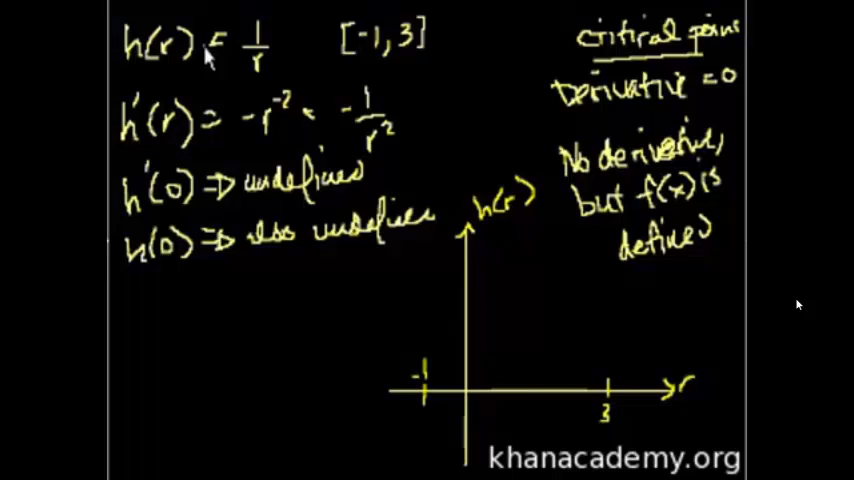 h(r) = 1/r [-1, 3]
h'(r) = -r^-2 = -1/r^2
h'(0) ⇒ undefined
h(0) ⇒ also undefined
critical point
Derivative = 0
No derivative,
but f(x) is
defined
h(r)
-1
3
r
khanacademy.org